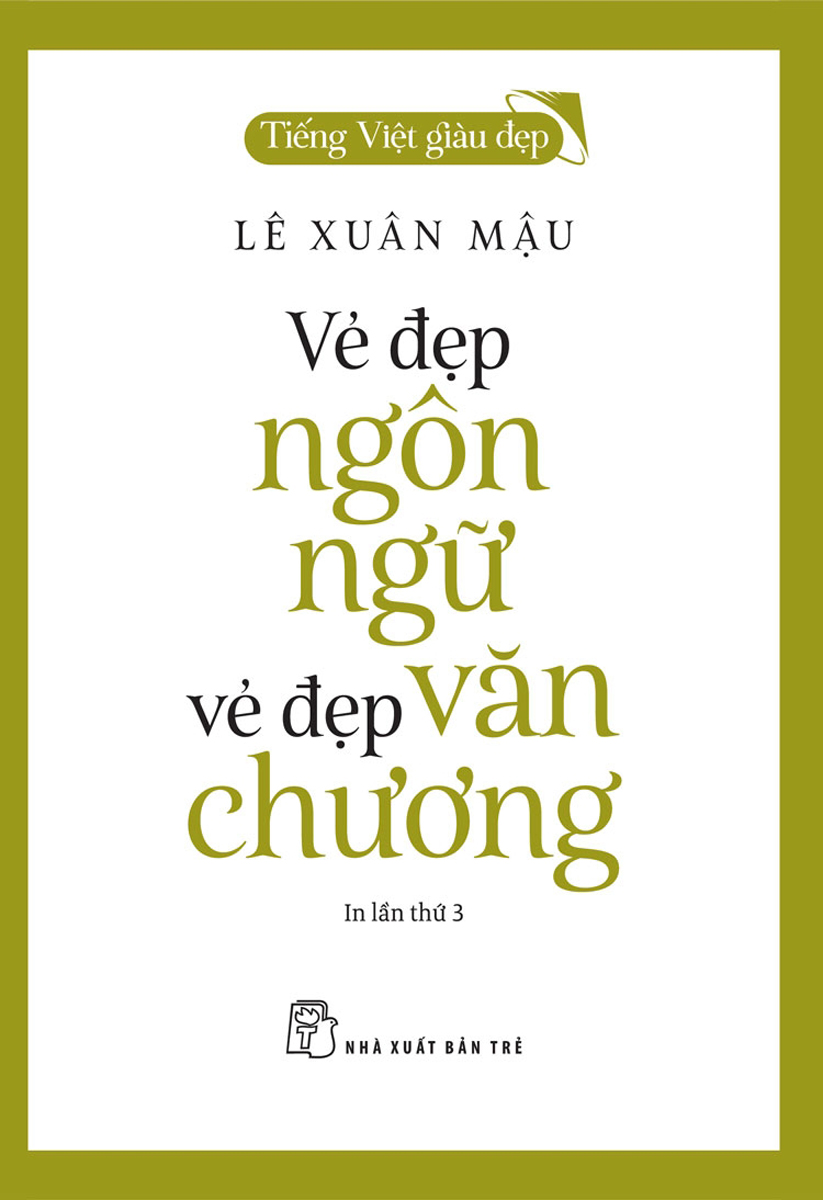 Tiếng Việt giàu đẹp
LÊ XUÂN MẬU
Vẻ đẹp
ngôn
ngữ
vẻ đẹp văn
chương
In lần thứ 3
T
NHÀ XUẤT BẢN TRẺ